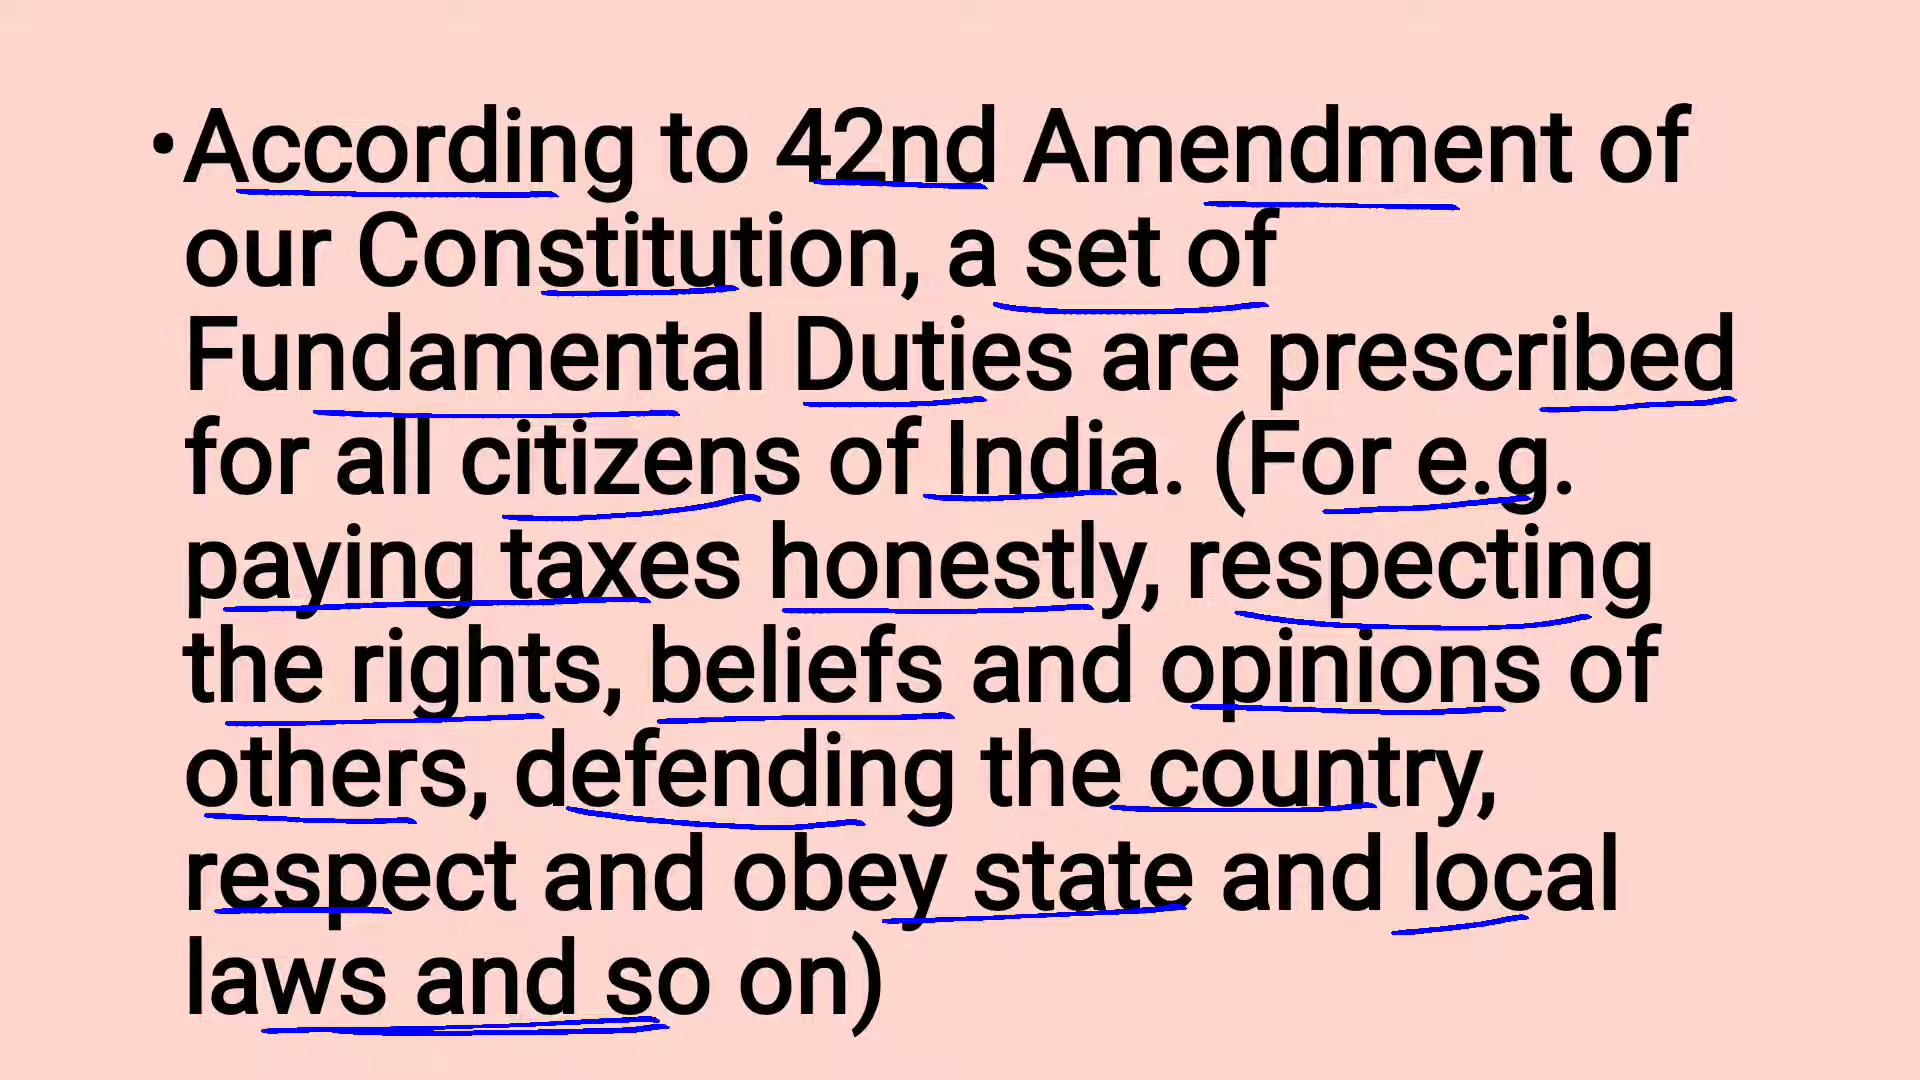 •According to 42nd Amendment of
our Constitution, a set of
Fundamental Duties are prescribed
for all citizens of India. (For e.g.
paying taxes honestly, respecting
the rights, beliefs and opinions of
others, defending the country,
respect and obey state and local
laws and so on)